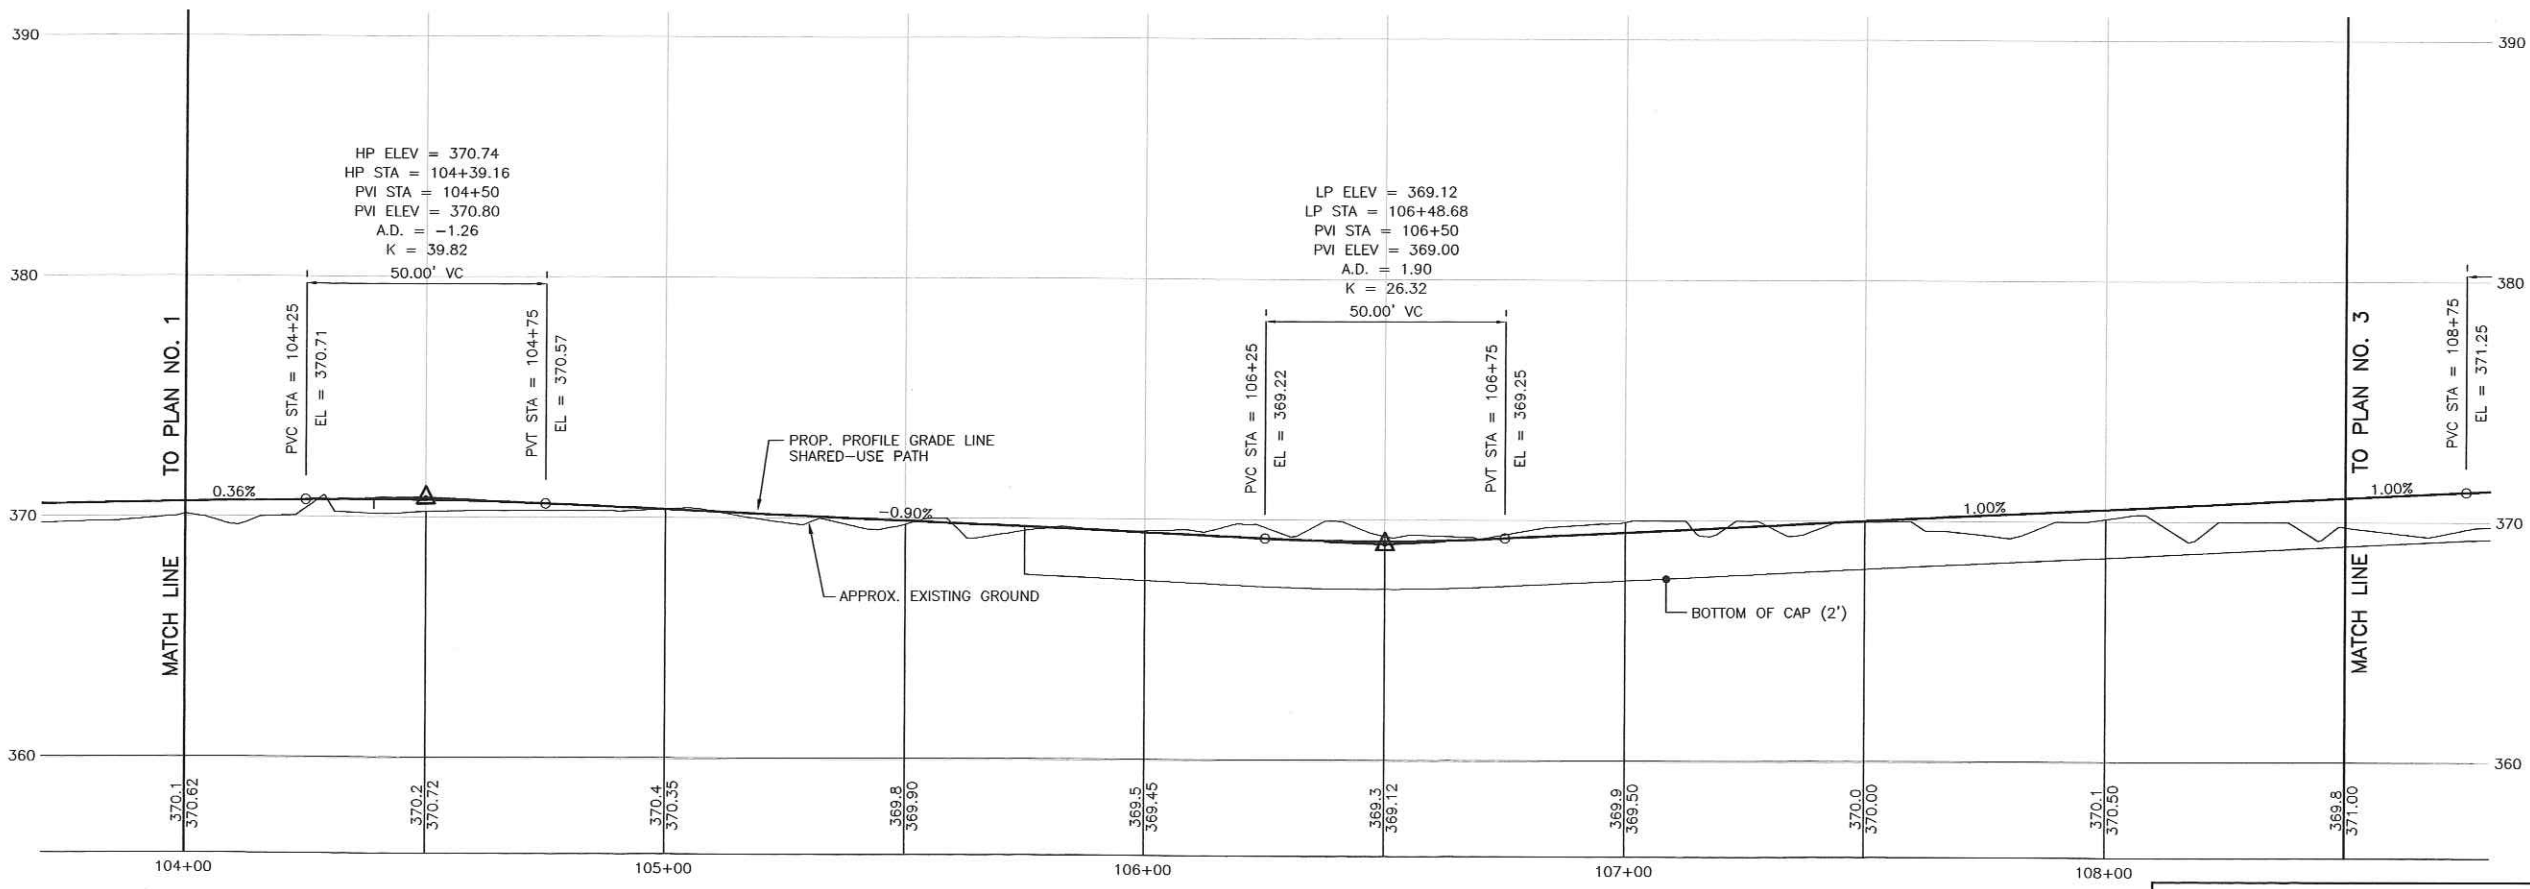 390
390
HP ELEV = 370.74
HP STA = 104+39.16
PVI STA = 104+50
PVI ELEV = 370.80
A.D. = -1.26
K = 39.82
50.00' VC
LP ELEV = 369.12
LP STA = 106+48.68
PVI STA = 106+50
PVI ELEV = 369.00
A.D. = 1.90
K = 26.32
50.00' VC
380
380
MATCH LINE TO PLAN NO. 1
PVC STA = 104+25
EL = 370.71
PVT STA = 104+75
EL = 370.57
PVC STA = 106+25
EL = 369.22
PVT STA = 106+75
EL = 369.25
MATCH LINE TO PLAN NO. 3
PVC STA = 108+75
EL = 371.25
PROP. PROFILE GRADE LINE
SHARED-USE PATH
0.36%
-0.90%
1.00%
1.00%
370
370
APPROX. EXISTING GROUND
BOTTOM OF CAP (2')
360
360
370.1
370.62
370.2
370.72
370.4
370.35
369.8
369.90
369.5
369.45
369.3
369.12
369.9
369.50
370.0
370.00
370.1
370.50
369.8
371.00
104+00
105+00
106+00
107+00
108+00